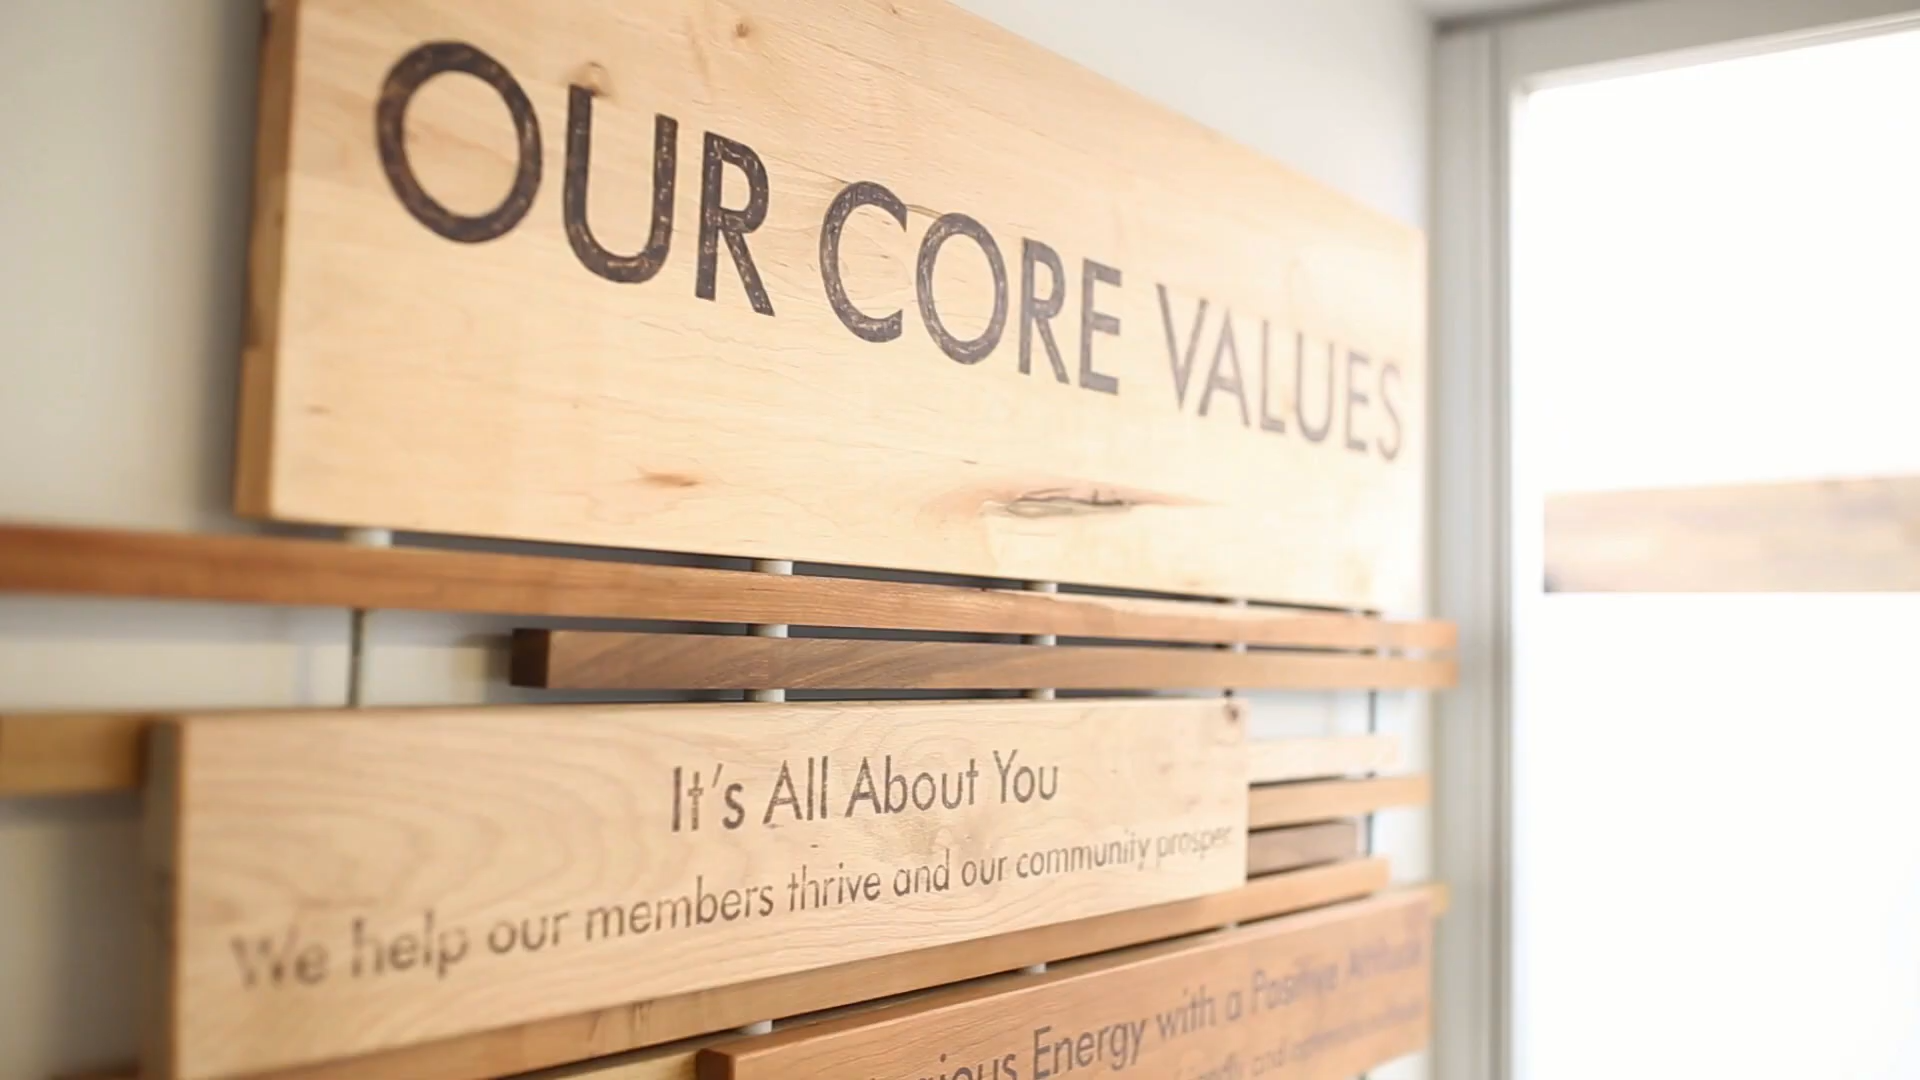 OUR CORE VALUES
It's All About You
We help our members thrive and our community prosper.
Energy with a Positive Attitude
and